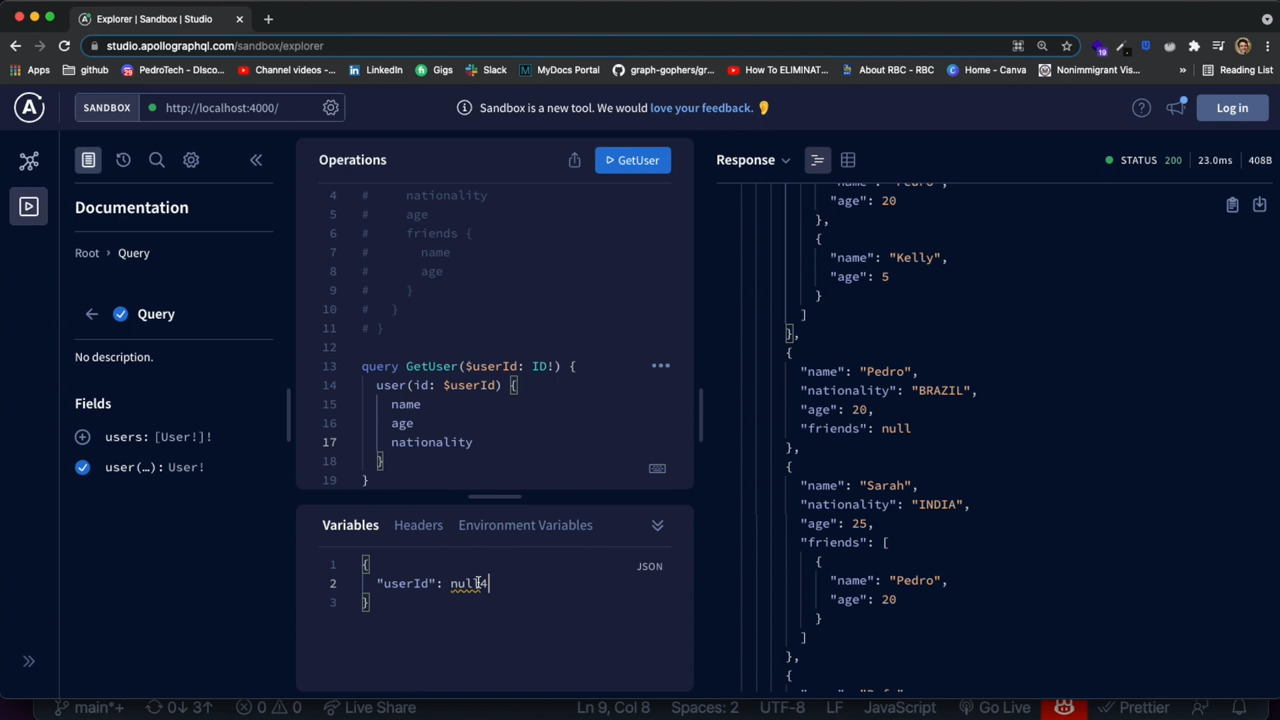 Explorer | Sandbox | Studio
studio.apollographql.com/sandbox/explorer
19
Apps
github
PedroTech - DIsco...
Channel videos -...
LinkedIn
Gigs
Slack
MyDocs Portal
graph-gophers/gr...
How To ELIMINAT...
About RBC - RBC
Home - Canva
Nonimmigrant Vis...
»
Reading List
SANDBOX
http://localhost:4000/
Sandbox is a new tool. We would love your feedback.
Log in
Documentation
Root > Query
Query
No description.
Fields
users: [User!]!
user(…): User!
Operations
GetUser
4 # nationality
5 # age
6 # friends {
7 # name
8 # age
9 # }
10 # }
11 # }
12
13 query GetUser($userId: ID!) {
14 user(id: $userId) {
15 name
16 age
17 nationality
18 }
19 }
Variables
Headers
Environment Variables
JSON
1 {
2 "userId": null4
3 }
Response
STATUS 200
23.0ms
408B
"age": 20
},
{
"name": "Kelly",
"age": 5
}
]
},
{
"name": "Pedro",
"nationality": "BRAZIL",
"age": 20,
"friends": null
},
{
"name": "Sarah",
"nationality": "INDIA",
"age": 25,
"friends": [
{
"name": "Pedro",
"age": 20
}
]
},
{
main*+
0↓ 3↑
0
0
Live Share
Ln 9, Col 8
Spaces: 2
UTF-8
LF
JavaScript
Go Live
Prettier